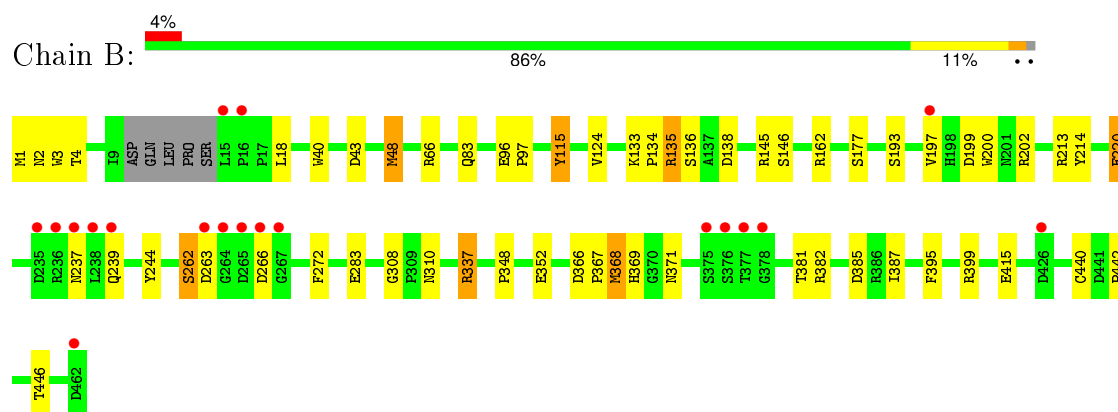 4%
Chain B:
86% 11% • •
M1 N2 W3 T4 I9 ASP GLN LEU PRO SER L15 P16 P17 L18 W40 D43 M48 R66 Q83 E96 P97 Y115 V124 K133 P134 R135 S136 A137 D138 R145 S146 R162 S177 S193 V197 H198 D199 W200 N201 R202 R213 Y214
D235 R236 N237 L238 Q239 Y244 S262 D263 G264 D265 D266 G267 F272 E283 G308 P309 N310 R337 P348 E352 D366 P367 M368 H369 G370 N371 S375 S376 T377 G378 T381 R382 D385 R386 I387 F395 R399 E415 D426 C440 D441
T446 D462